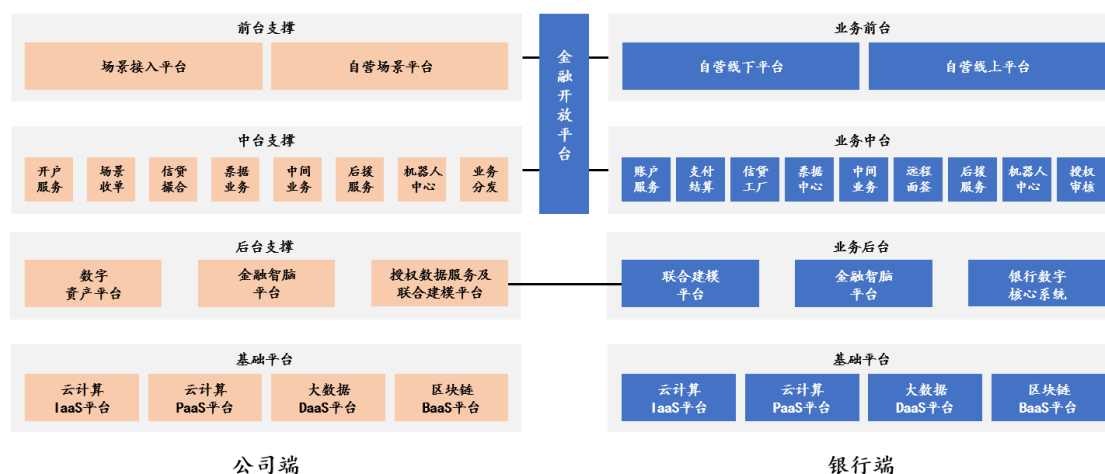 前台支撑
场景接入平台
自营场景平台
中台支撑
开户
服务
场景
收单
信贷
撮合
票据
业务
中间
业务
后援
服务
机器人
中心
业务
分发
后台支撑
数字
资产平台
金融智脑
平台
授权数据服务及
联合建模平台
基础平台
云计算
IaaS平台
云计算
PaaS平台
大数据
DaaS平台
区块链
BaaS平台
公司端
金
融
开
放
平
台
业务前台
自营线下平台
自营线上平台
业务中台
账户
服务
支付
结算
信贷
工厂
票据
中心
中间
业务
远程
面签
后援
服务
机器人
中心
授权
审核
业务后台
联合建模
平台
金融智脑
平台
银行数字
核心系统
基础平台
云计算
IaaS平台
云计算
PaaS平台
大数据
DaaS平台
区块链
BaaS平台
银行端